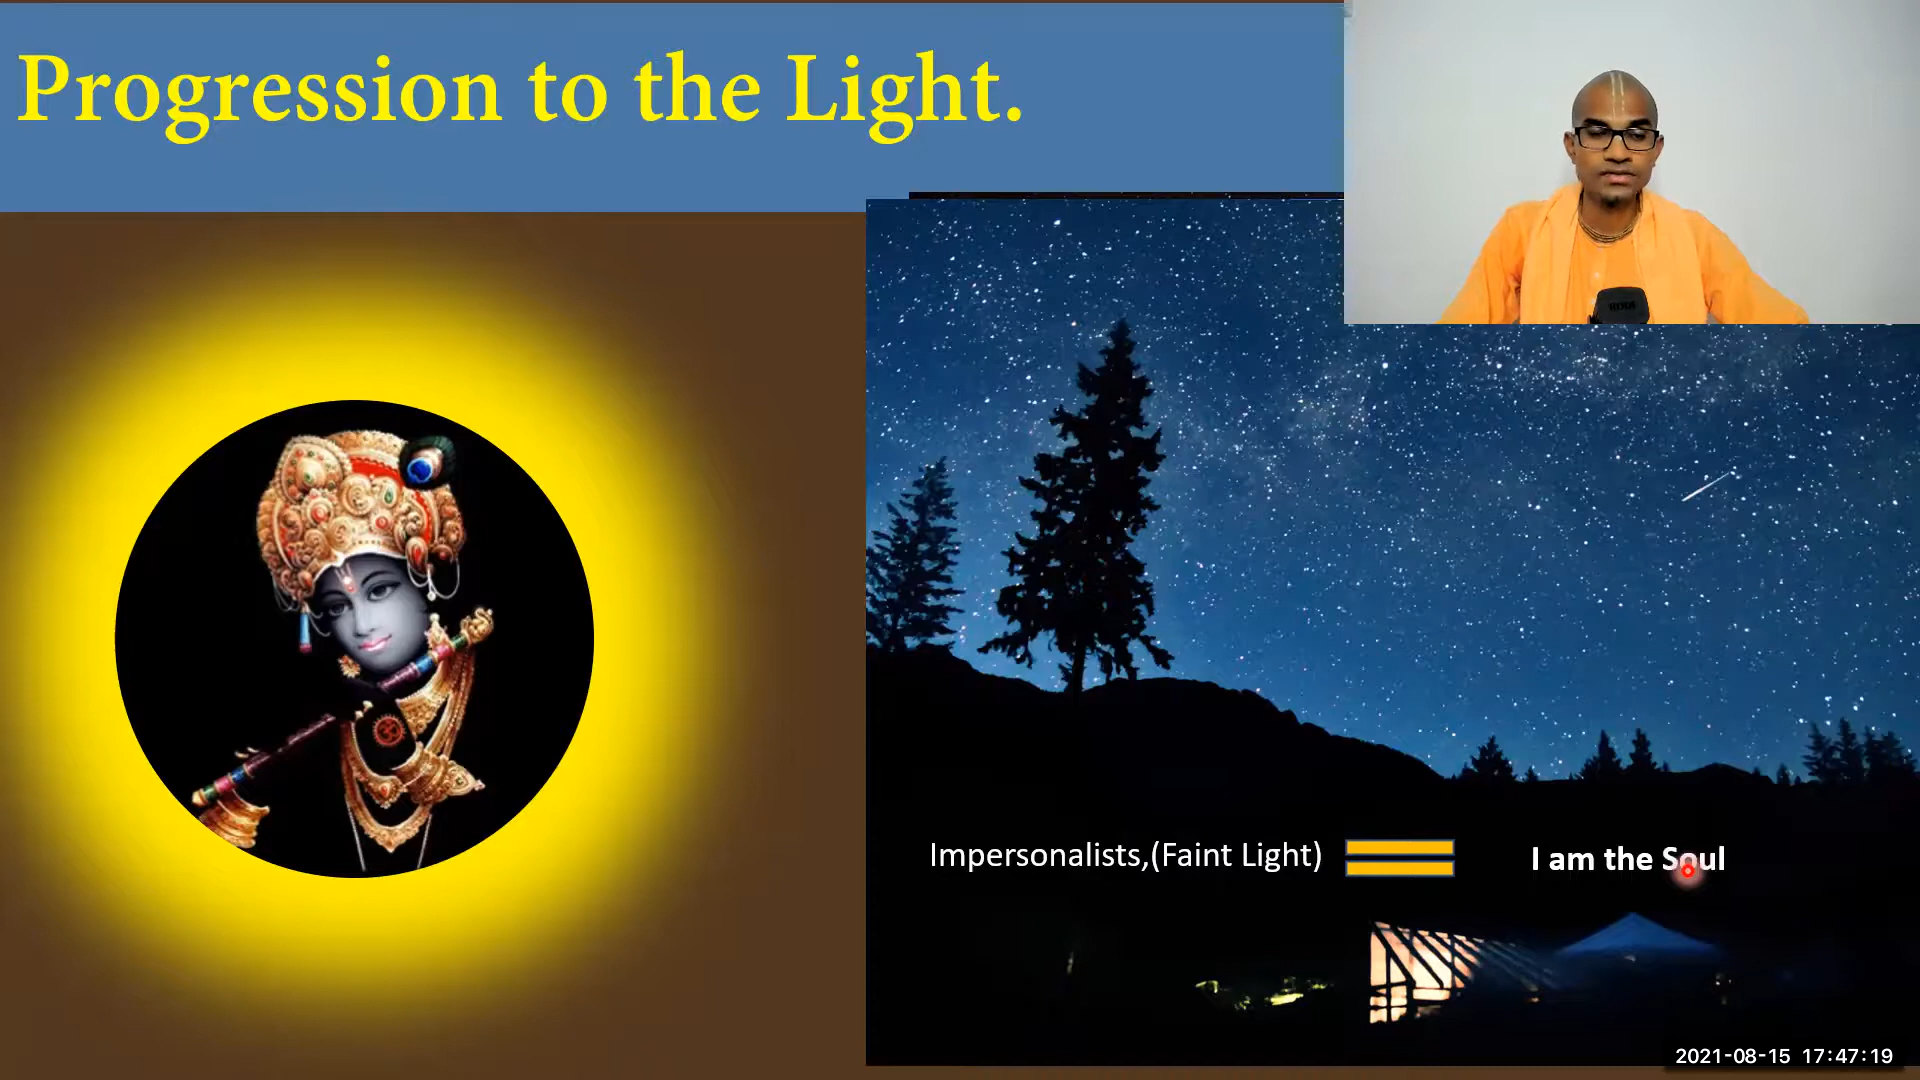 Progression to the Light.
Impersonalists,(Faint Light)
I am the Soul
ॐ
2021-08-15 17:47:19